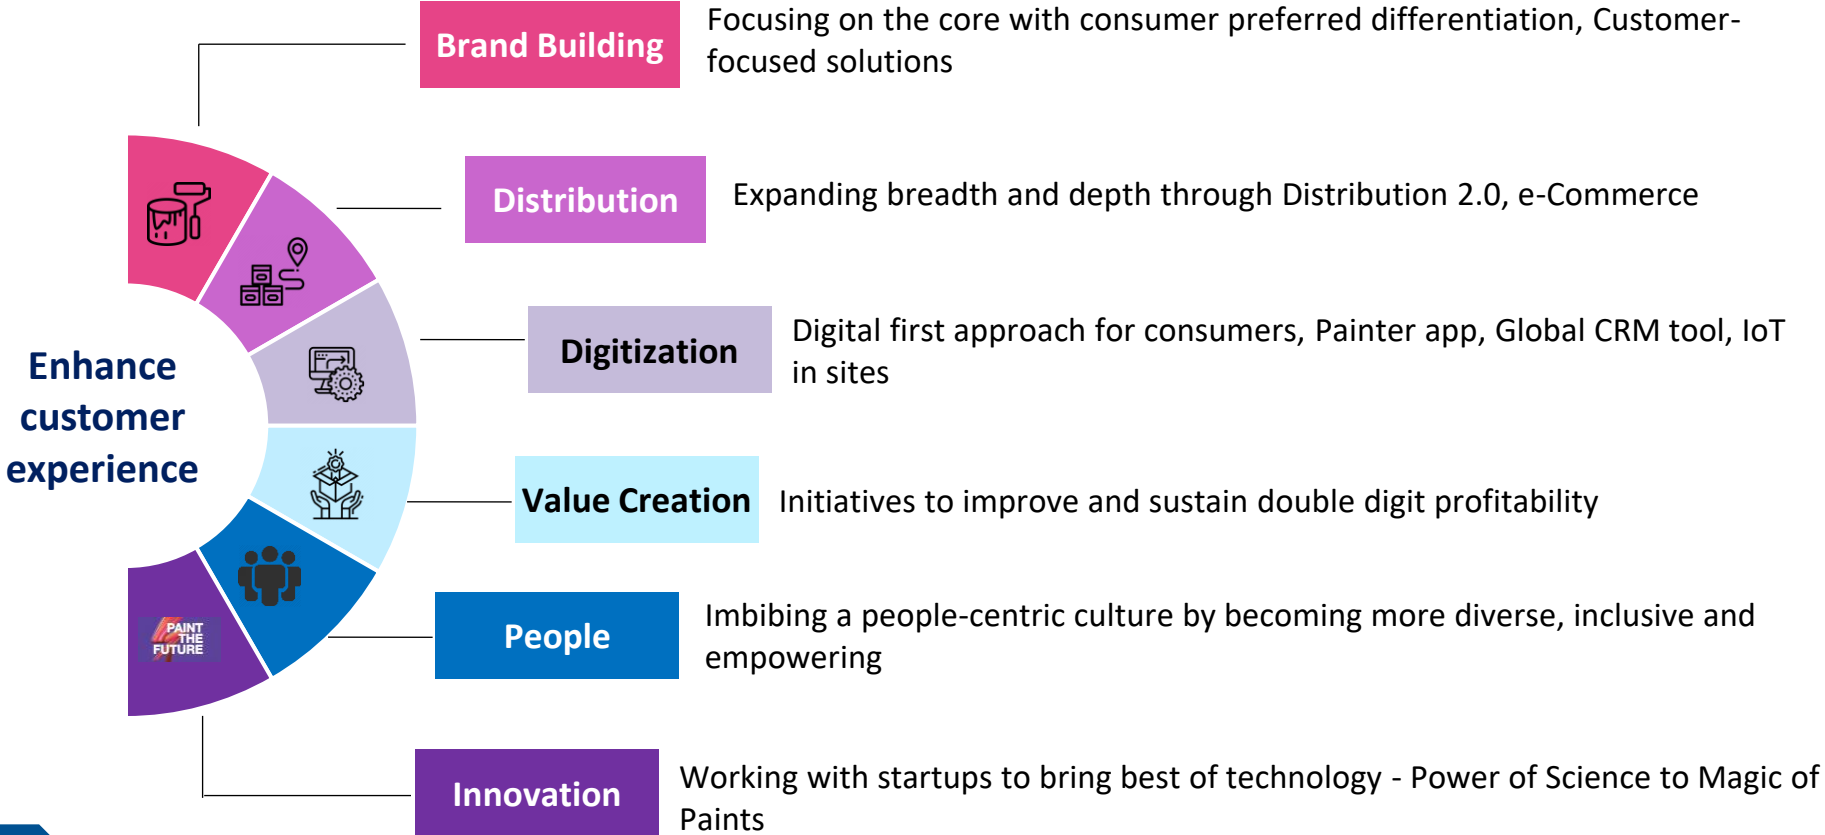 Brand Building
Focusing on the core with consumer preferred differentiation, Customer-
focused solutions
Distribution
Expanding breadth and depth through Distribution 2.0, e-Commerce
Enhance
customer
experience
Digitization
Digital first approach for consumers, Painter app, Global CRM tool, IoT
in sites
Value Creation
Initiatives to improve and sustain double digit profitability
People
Imbibing a people-centric culture by becoming more diverse, inclusive and
empowering
PAINT
THE
FUTURE
Innovation
Working with startups to bring best of technology - Power of Science to Magic of
Paints